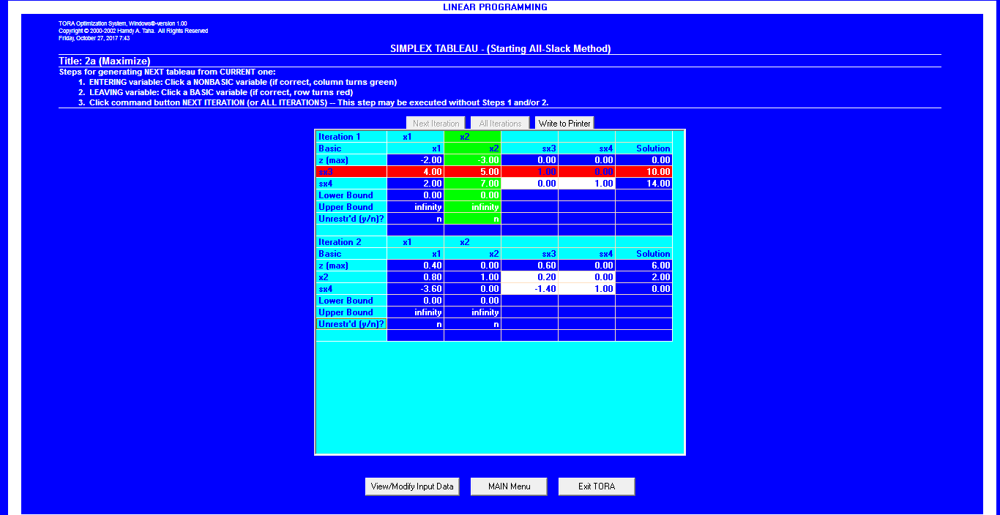 LINEAR PROGRAMMING
TORA Optimization System, Windows®-version 1.00
Copyright © 2000-2002 Hamdy A. Taha. All Rights Reserved
Friday, October 27, 2017 7:43
SIMPLEX TABLEAU - (Starting All-Slack Method)
Title: 2a (Maximize)
Steps for generating NEXT tableau from CURRENT one:
1. ENTERING variable: Click a NONBASIC variable (if correct, column turns green)
2. LEAVING variable: Click a BASIC variable (if correct, row turns red)
3. Click command button NEXT ITERATION (or ALL ITERATIONS) -- This step may be executed without Steps 1 and/or 2.
Next Iteration All Iterations Write to Printer
Iteration 1 x1 x2
Basic x1 x2 sx3 sx4 Solution
z (max) -2.00 -3.00 0.00 0.00 0.00
sx3 4.00 5.00 1.00 0.00 10.00
sx4 2.00 7.00 0.00 1.00 14.00
Lower Bound 0.00 0.00
Upper Bound infinity infinity
Unrestr'd (y/n)? n n
Iteration 2 x1 x2
Basic x1 x2 sx3 sx4 Solution
z (max) 0.40 0.00 0.60 0.00 6.00
x2 0.80 1.00 0.20 0.00 2.00
sx4 -3.60 0.00 -1.40 1.00 0.00
Lower Bound 0.00 0.00
Upper Bound infinity infinity
Unrestr'd (y/n)? n n
View/Modify Input Data MAIN Menu Exit TORA